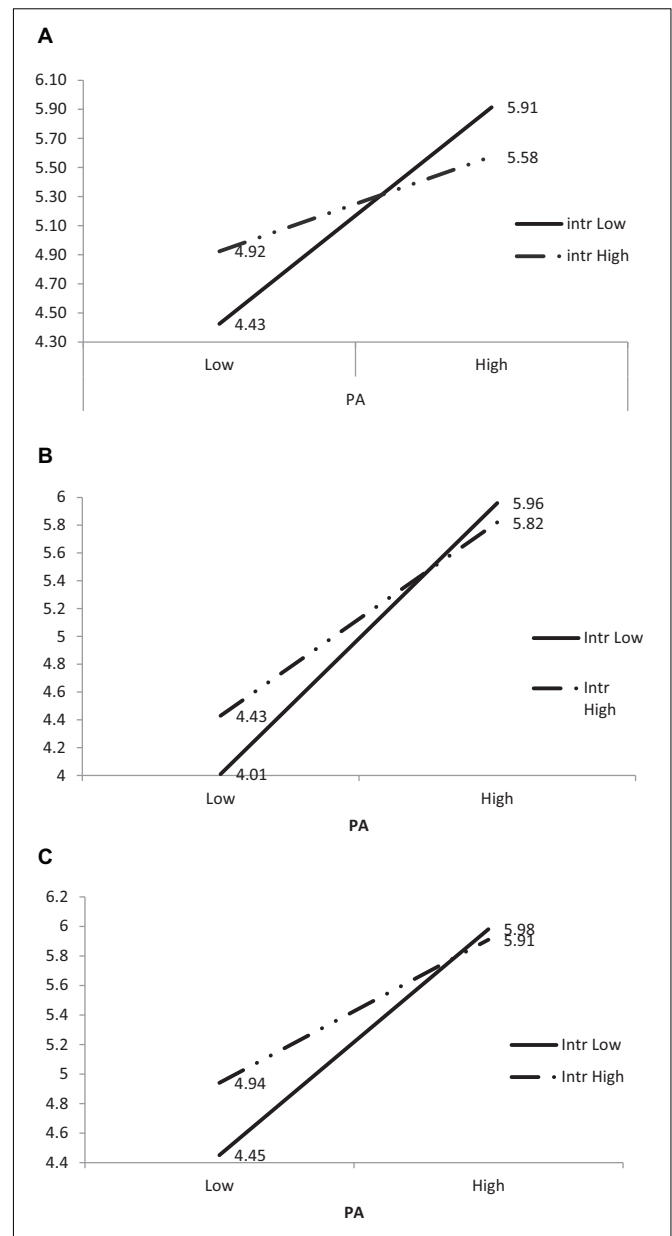 A
6.10
5.90
5.91
5.70
5.50
5.58
5.30
5.10
intr Low
4.90
4.92
intr High
4.70
4.50
4.43
4.30
Low High
PA
B
6
5.96
5.8
5.82
5.6
5.4
5.2
5
Intr Low
4.8
4.6
Intr
High
4.4
4.43
4.2
4
4.01
Low High
PA
C
6.2
6
5.98
5.91
5.8
5.6
5.4
5.2
Intr Low
5
4.94
Intr High
4.8
4.6
4.4
4.45
Low High
PA